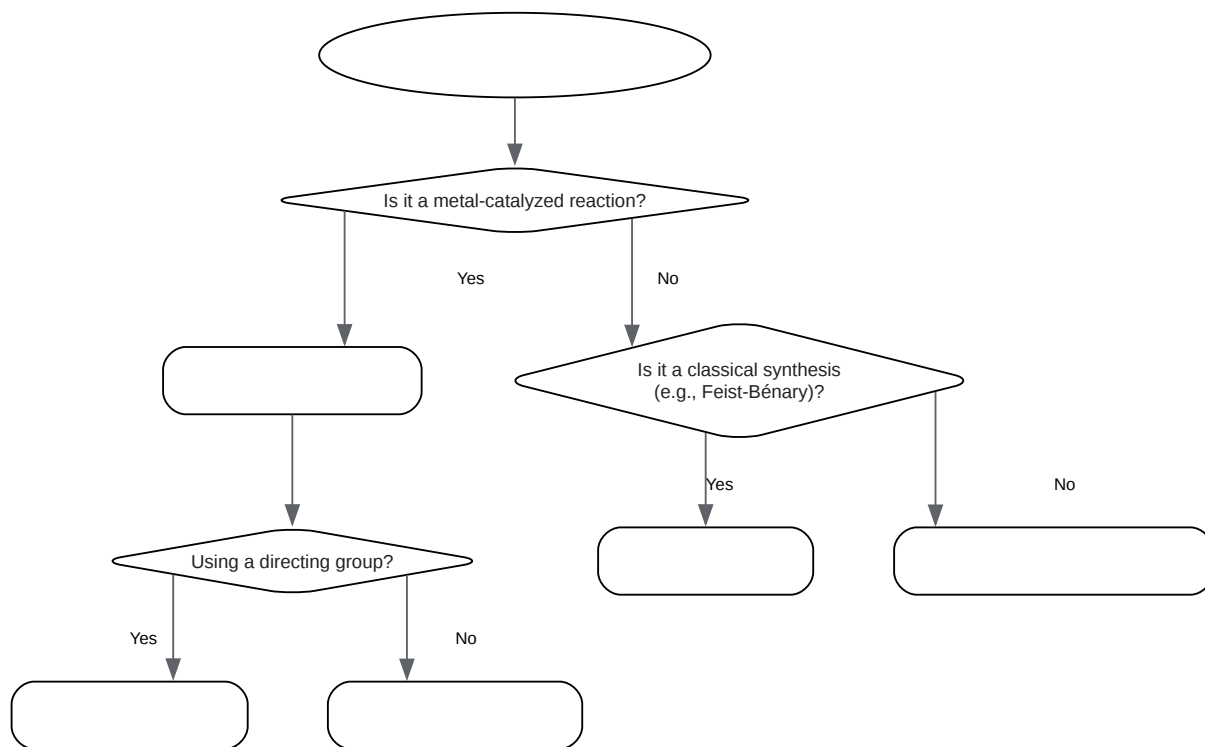 Is it a metal-catalyzed reaction?
Yes
No
Is it a classical synthesis
(e.g., Feist-Bénary)?
Yes
No
Using a directing group?
Yes
No